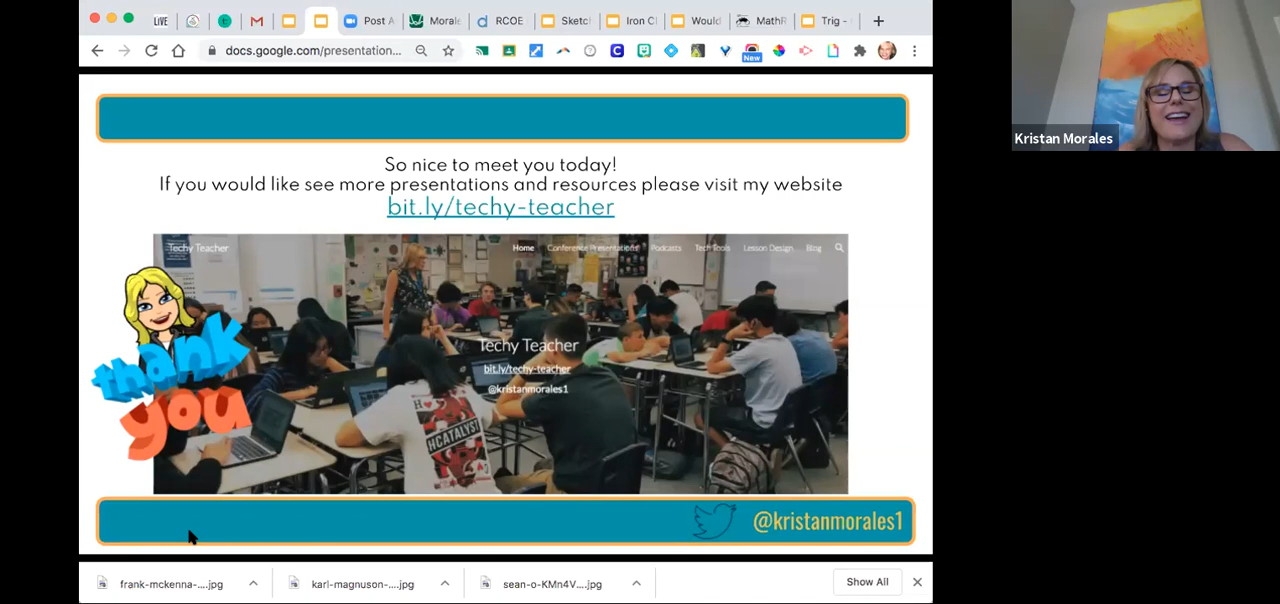 LIVE
Post A
Morale
RCOE
Sketch
Iron C
Would
MathR
Trig -
docs.google.com/presentation...
New
So nice to meet you today!
If you would like see more presentations and resources please visit my website
bit.ly/techy-teacher
Techy Teacher
Home Conference Presentations Podcasts Tech Tools Lesson Design Blog
Techy Teacher
bit.ly/techy-teacher
@kristanmorales1
thank
you
HCATALYST
@kristanmorales1
frank-mckenna-....jpg
karl-magnuson-....jpg
sean-o-KMn4V....jpg
Show All
Kristan Morales